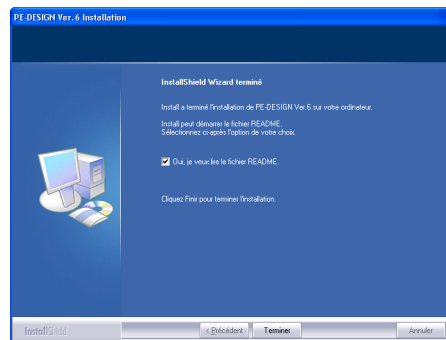 PE-DESIGN Ver. 6 Installation
InstallShield Wizard terminé
Install a terminé l'installation de PE-DESIGN Ver.6 sur votre ordinateur.
Install peut démarrer le fichier README.
Sélectionnez ci-après l'option de votre choix.
Oui, je veux lire le fichier README.
Cliquez Finir pour terminer l'installation.
InstallShield
< Précédent
Terminer
Annuler